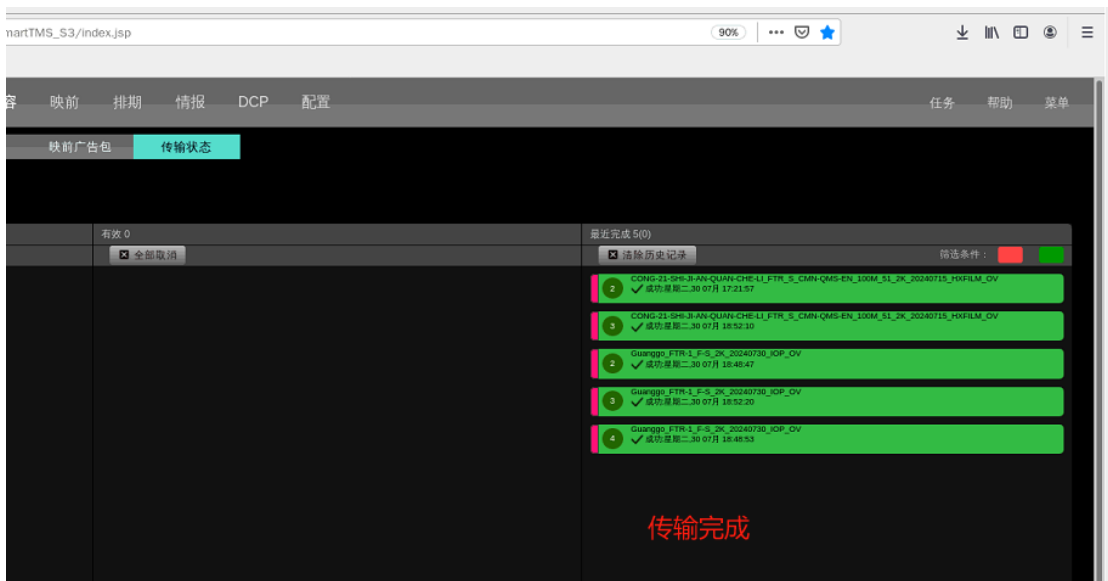 martTMS_S3/index.jsp
90%
容 映前 排期 情报 DCP 配置 任务 帮助 菜单
映前广告包 传输状态
有效 0 最近完成 5(0)
全部取消 清除历史记录 筛选条件：
CONG-21-SHI-JI-AN-QUAN-CHE-LI_FTR_S_CMN-QMS-EN_100M_51_2K_20240715_HXFILM_OV
2 成功:星期二,30 07月 17:21:57
CONG-21-SHI-JI-AN-QUAN-CHE-LI_FTR_S_CMN-QMS-EN_100M_51_2K_20240715_HXFILM_OV
3 成功:星期二,30 07月 18:52:10
Guanggo_FTR-1_F-S_2K_20240730_IOP_OV
2 成功:星期二,30 07月 18:48:47
Guanggo_FTR-1_F-S_2K_20240730_IOP_OV
3 成功:星期二,30 07月 18:52:20
Guanggo_FTR-1_F-S_2K_20240730_IOP_OV
4 成功:星期二,30 07月 18:48:53
传输完成